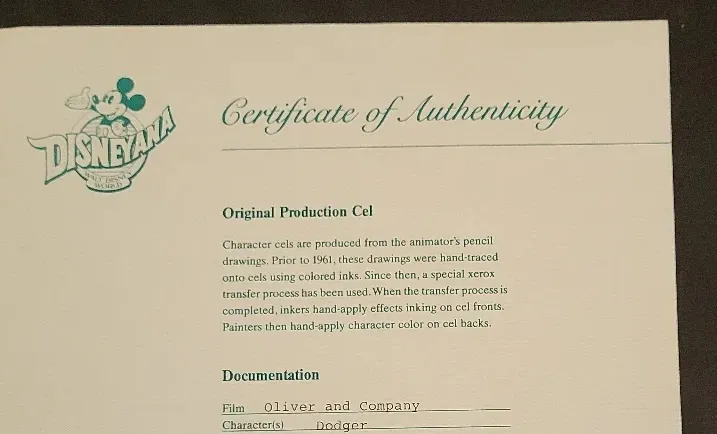 Certificate of Authenticity
DISNEYANA
WALT DISNEY
WORLD
Original Production Cel
Character cels are produced from the animator's pencil
drawings. Prior to 1961, these drawings were hand-traced
onto cels using colored inks. Since then, a special xerox
transfer process has been used. When the transfer process is
completed, inkers hand-apply effects inking on cel fronts.
Painters then hand-apply character color on cel backs.
Documentation
Film Oliver and Company
Character(s) Dodger